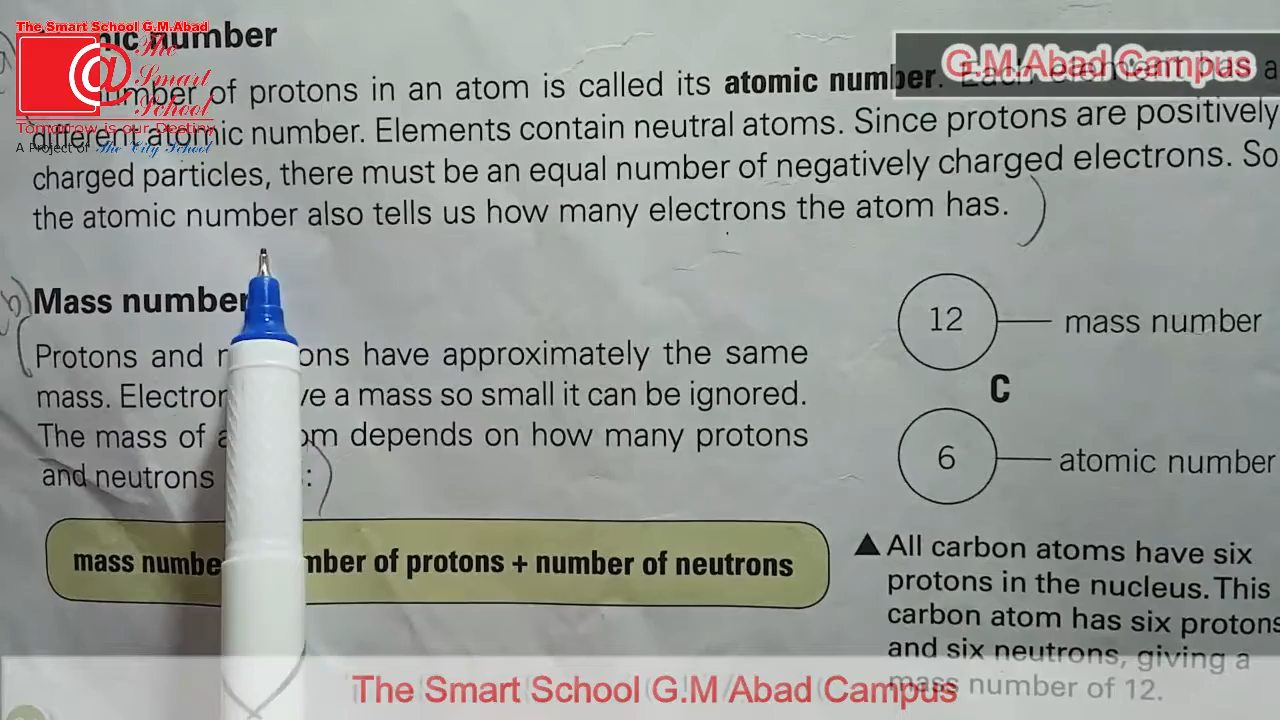 The Smart School G.M.Abad
number
The
Smart
School
Tomorrow is our Destiny
A Project of The City School
G.M.Abad Campus
of protons in an atom is called its atomic number. Each element has a
different atomic number. Elements contain neutral atoms. Since protons are positively
charged particles, there must be an equal number of negatively charged electrons. So
the atomic number also tells us how many electrons the atom has.
b) Mass number
Protons and ons have approximately the same
mass. Electron ve a mass so small it can be ignored.
The mass of a om depends on how many protons
and neutrons :
mass numbe mber of protons + number of neutrons
12 mass number
C
6 atomic number
▲ All carbon atoms have six
protons in the nucleus. This
carbon atom has six protons
and six neutrons, giving a
mass number of 12.
The Smart School G.M Abad Campus